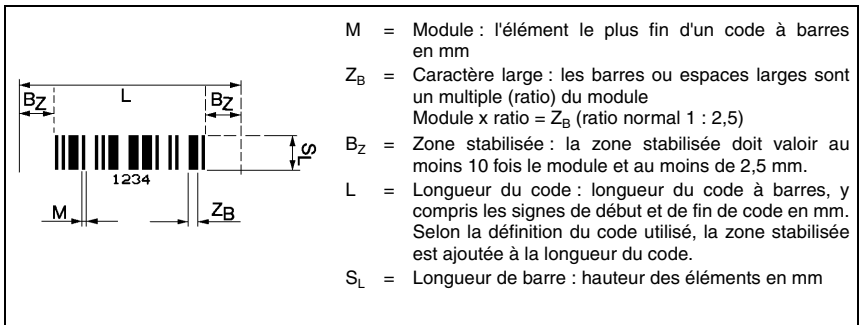 L
BZ
BZ
SL
1234
M
ZB
M = Module : l'élément le plus fin d'un code à barres
en mm
ZB = Caractère large : les barres ou espaces larges sont
un multiple (ratio) du module
Module x ratio = ZB (ratio normal 1 : 2,5)
BZ = Zone stabilisée : la zone stabilisée doit valoir au
moins 10 fois le module et au moins de 2,5 mm.
L = Longueur du code : longueur du code à barres, y
compris les signes de début et de fin de code en mm.
Selon la définition du code utilisé, la zone stabilisée
est ajoutée à la longueur du code.
SL = Longueur de barre : hauteur des éléments en mm